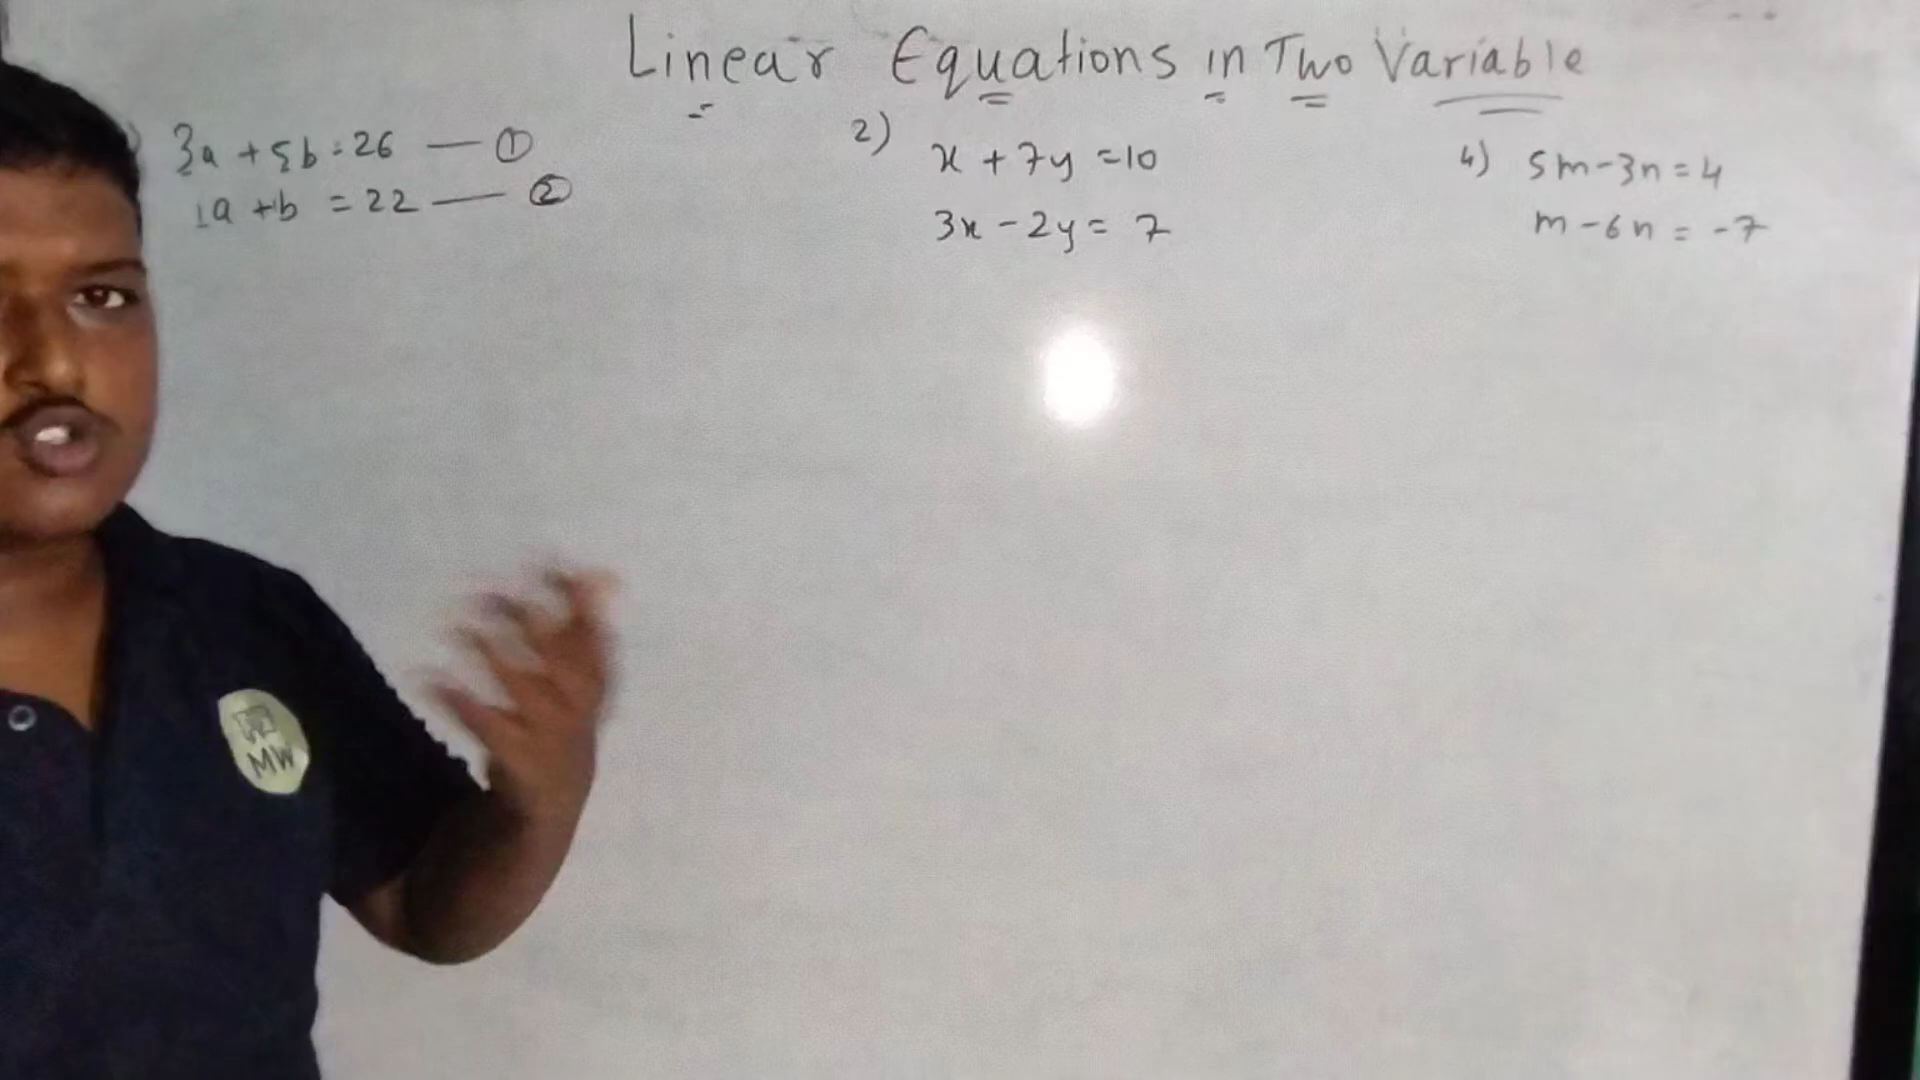 Linear Equations in Two Variable
) 3a + 5b = 26 — ①
1a + b = 22 — ②
2) x + 7y = 10
3x - 2y = 7
4) 5m - 3n = 4
m - 6n = -7
MW